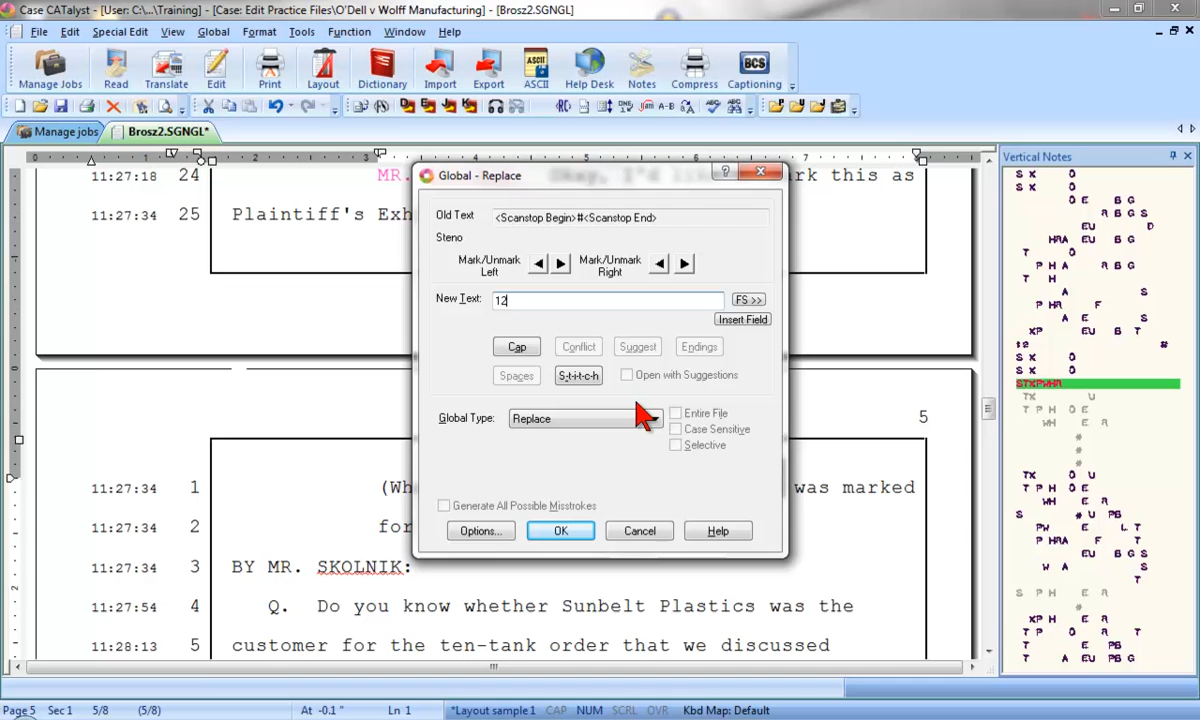 Case CATalyst - [User: C:\...\Training] - [Case: Edit Practice Files\O'Dell v Wolff Manufacturing] - [Brosz2.SGNGL]
File Edit Special Edit View Global Format Tools Function Window Help
Manage Jobs Read Translate Edit Print Layout Dictionary Import Export ASCII Help Desk Notes Compress Captioning
Manage jobs Brosz2.SGNGL*
Vertical Notes
11:27:18 24 MR. Okay, I'd like mark this as
11:27:34 25 Plaintiff's Exh
Global - Replace
Old Text <Scanstop Begin>#<Scanstop End>
Steno
Mark/Unmark Left Mark/Unmark Right
New Text: 12 FS >>
Insert Field
Cap Conflict Suggest Endings
Spaces S-t-i-t-c-h Open with Suggestions
Global Type: Replace Entire File
Case Sensitive
Selective
Generate All Possible Misstrokes
Options... OK Cancel Help
5
11:27:34 1 (Wh was marked
11:27:34 2 for
11:27:34 3 BY MR. SKOLNIK:
11:27:54 4 Q. Do you know whether Sunbelt Plastics was the
11:28:13 5 customer for the ten-tank order that we discussed
Page 5 Sec 1 5/8 (5/8) At -0.1 " Ln 1 *Layout sample 1 CAP NUM SCRL OVR Kbd Map: Default